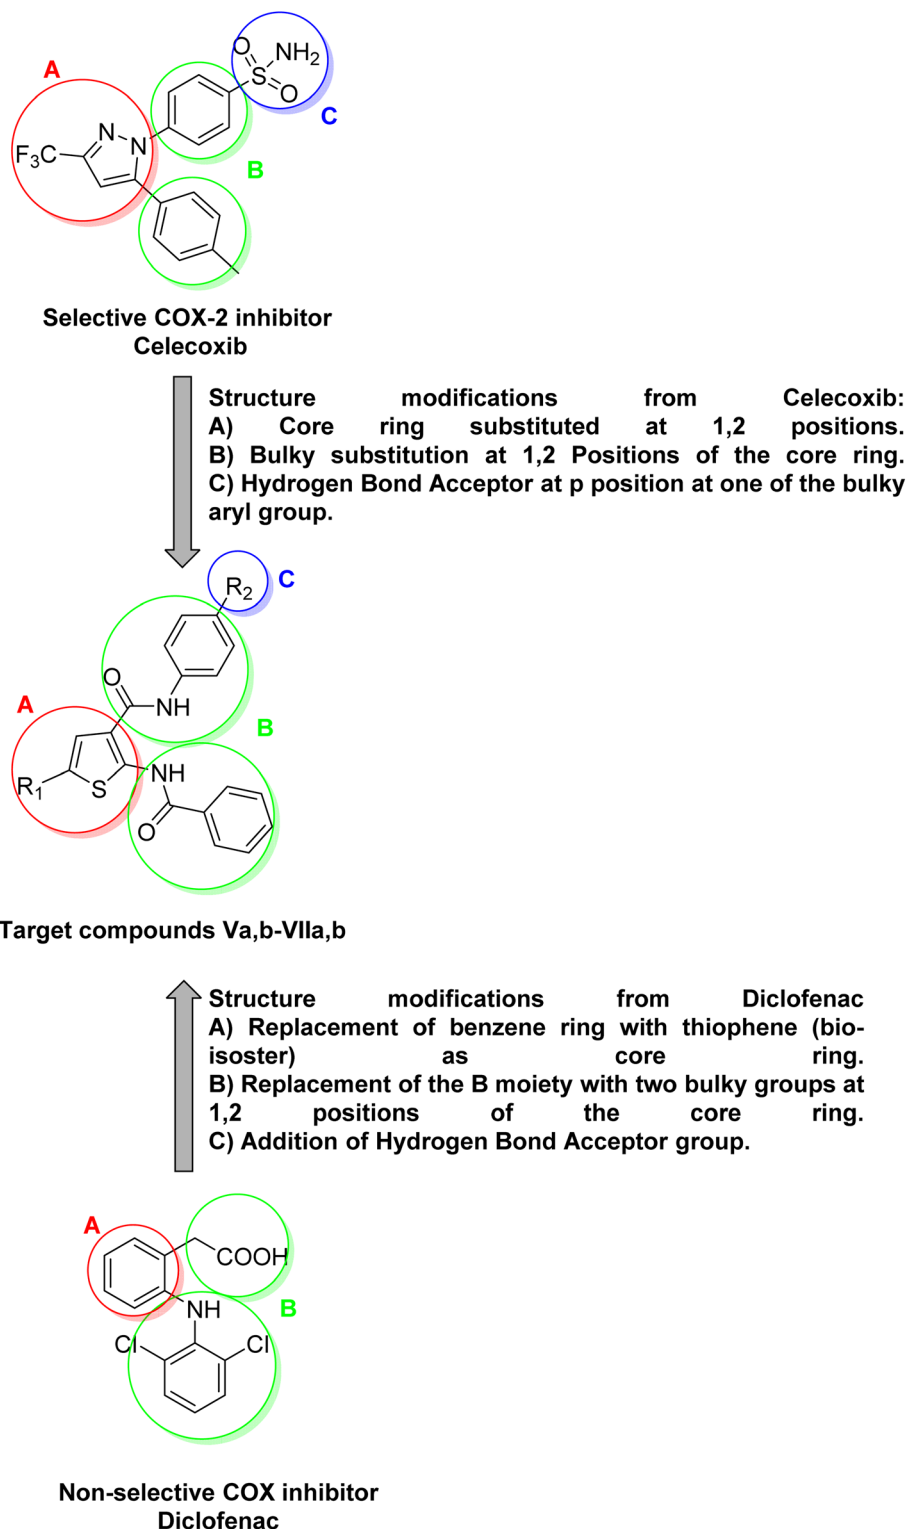 A
O
NH2
S
O
C
N
N
F3C
B
Selective COX-2 inhibitor
Celecoxib
Structure modifications from Celecoxib:
A) Core ring substituted at 1,2 positions.
B) Bulky substitution at 1,2 Positions of the core ring.
C) Hydrogen Bond Acceptor at p position at one of the bulky
aryl group.
R2
C
O
NH
A
B
NH
R1
S
O
Target compounds Va,b-VIIa,b
Structure modifications from Diclofenac
A) Replacement of benzene ring with thiophene (bio-
isoster) as core ring.
B) Replacement of the B moiety with two bulky groups at
1,2 positions of the core ring.
C) Addition of Hydrogen Bond Acceptor group.
A
COOH
NH
B
Cl
Cl
Non-selective COX inhibitor
Diclofenac